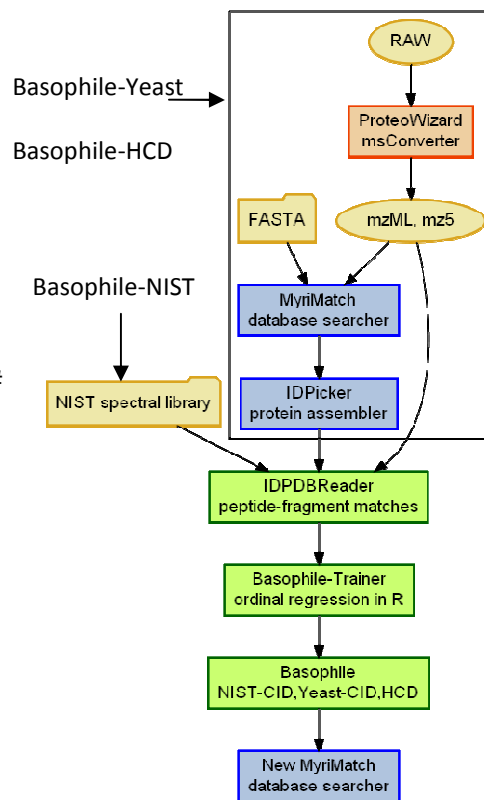 RAW
Basophile-Yeast
ProteoWizard
msConverter
Basophile-HCD
FASTA
mzML, mz5
Basophile-NIST
MyriMatch
database searcher
NIST spectral library
IDPicker
protein assembler
IDPDBReader
peptide-fragment matches
Basophile-Trainer
ordinal regression in R
Basophile
NIST-CID,Yeast-CID,HCD
New MyriMatch
database searcher